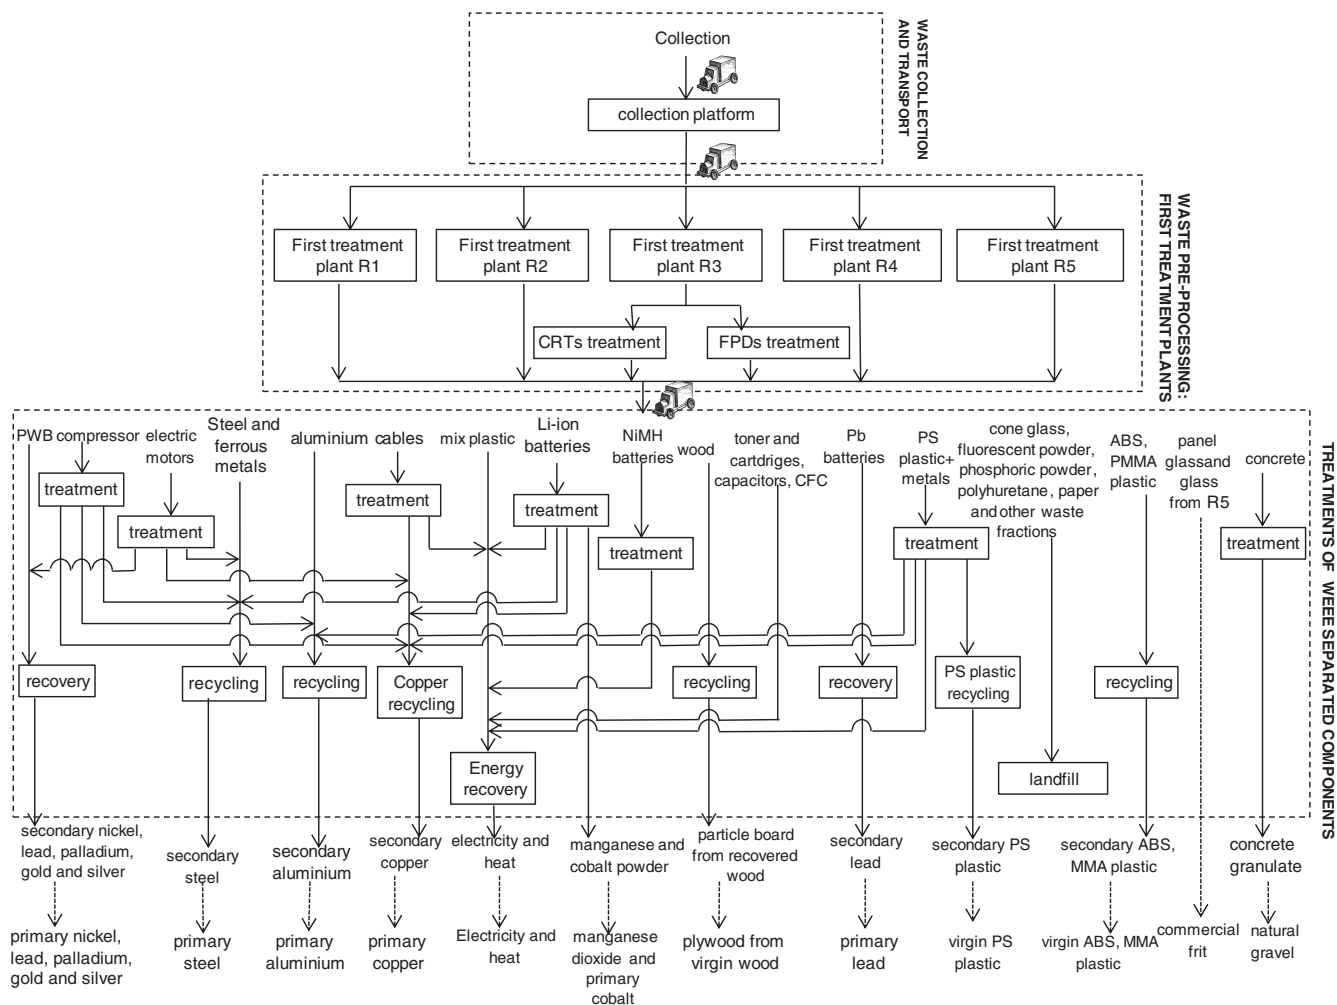 Collection
collection platform
WASTE COLLECTION
AND TRANSPORT
First treatment
plant R1
First treatment
plant R2
First treatment
plant R3
First treatment
plant R4
First treatment
plant R5
CRTs treatment
FPDs treatment
WASTE PRE-PROCESSING:
FIRST TREATMENT PLANTS
PWB
compressor
electric
motors
Steel and
ferrous
metals
aluminium
cables
mix plastic
Li-ion
batteries
NiMH
batteries
wood
toner and
cartdriges,
capacitors, CFC
Pb
batteries
PS
plastic+
metals
cone glass,
fluorescent powder,
phosphoric powder,
polyhuretane, paper
and other waste
fractions
ABS,
PMMA
plastic
panel
glassand
glass
from R5
concrete
treatment
treatment
treatment
treatment
treatment
treatment
treatment
recovery
recycling
recycling
Copper
recycling
recycling
recovery
PS plastic
recycling
recycling
Energy
recovery
landfill
TREATMENTS OF WEEE SEPARATED COMPONENTS
secondary nickel,
lead, palladium,
gold and silver
secondary
steel
secondary
aluminium
secondary
copper
electricity and
heat
manganese and
cobalt powder
particle board
from recovered
wood
secondary
lead
secondary PS
plastic
secondary ABS,
MMA plastic
concrete
granulate
primary nickel,
lead, palladium,
gold and silver
primary
steel
primary
aluminium
primary
copper
Electricity and
heat
manganese
dioxide and
primary
cobalt
plywood from
virgin wood
primary
lead
virgin PS
plastic
virgin ABS, MMA
plastic
commercial
frit
natural
gravel